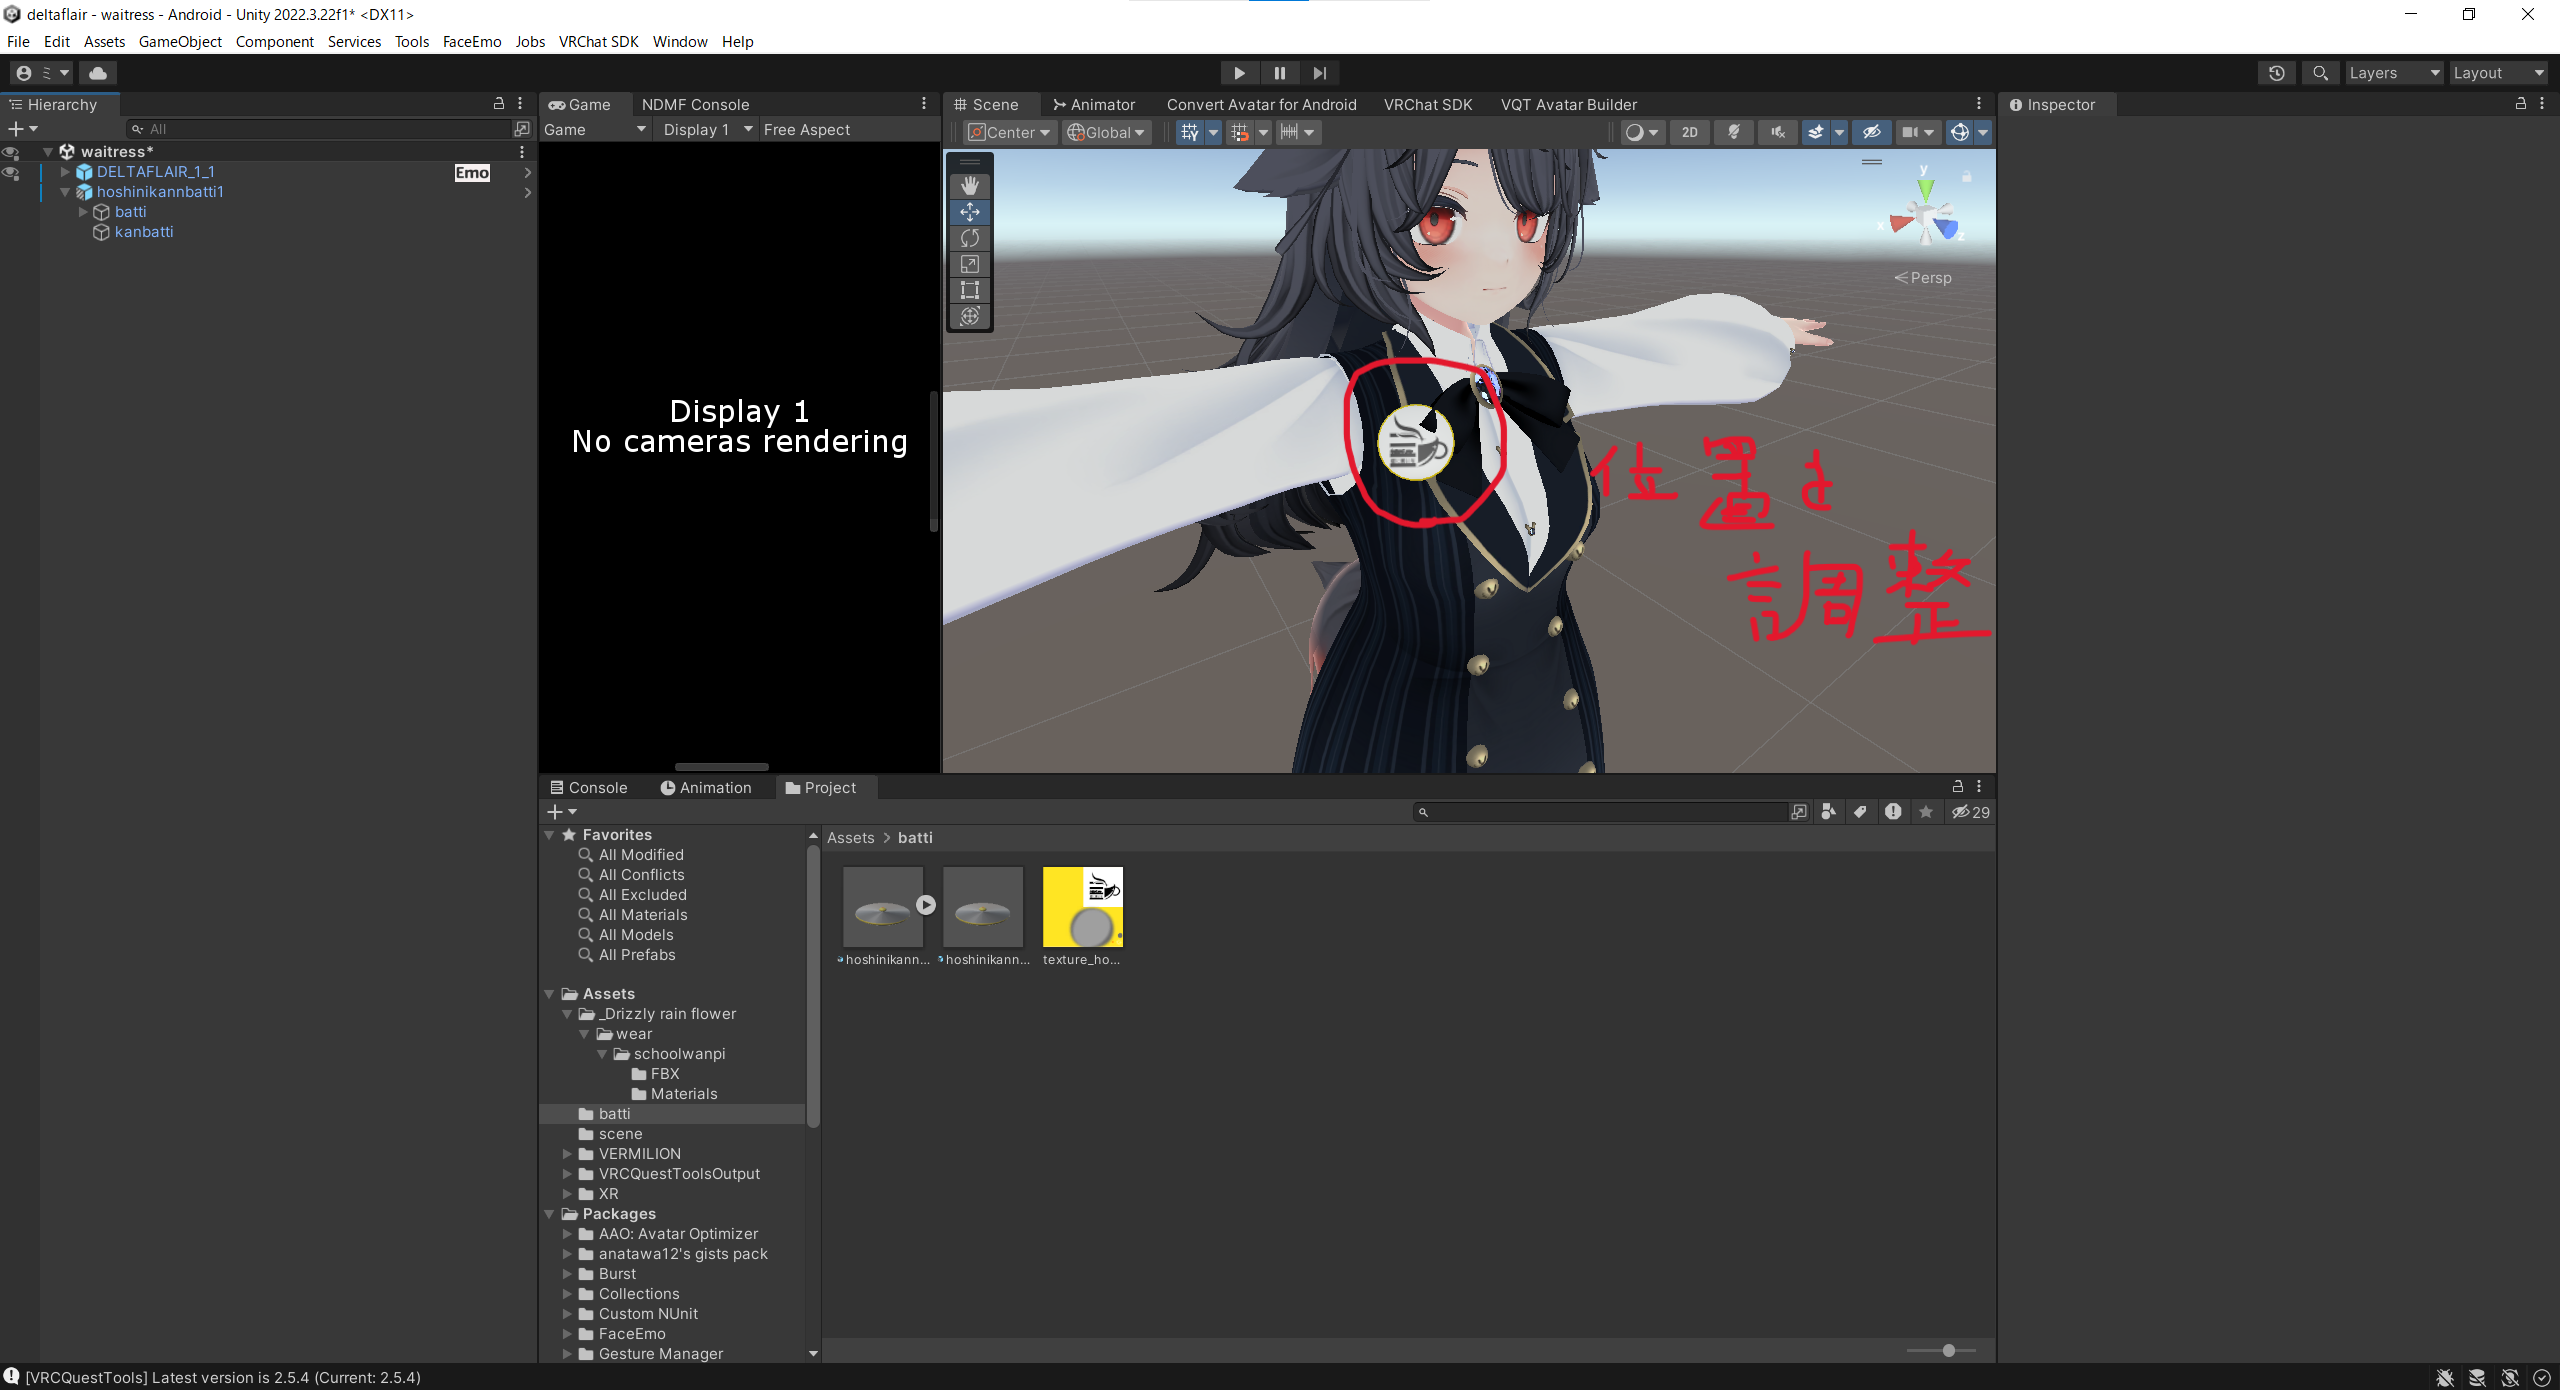 deltaflair - waitress - Android - Unity 2022.3.22f1* <DX11>
File Edit Assets GameObject Component Services Tools FaceEmo Jobs VRChat SDK Window Help
Layers Layout
Hierarchy
All
waitress*
DELTAFLAIR_1_1 Emo
hoshinikannbatti1
batti
kanbatti
Game NDMF Console
Game Display 1 Free Aspect
Display 1
No cameras rendering
Scene Animator Convert Avatar for Android VRChat SDK VQT Avatar Builder
Center Global 2D
y
x z
Persp
位置を
調整
Inspector
Console Animation Project
29
Favorites
All Modified
All Conflicts
All Excluded
All Materials
All Models
All Prefabs
Assets
_Drizzly rain flower
wear
schoolwanpi
FBX
Materials
batti
scene
VERMILION
VRCQuestToolsOutput
XR
Packages
AAO: Avatar Optimizer
anatawa12's gists pack
Burst
Collections
Custom NUnit
FaceEmo
Gesture Manager
Assets > batti
hoshinikann... hoshinikann... texture_ho...
[VRCQuestTools] Latest version is 2.5.4 (Current: 2.5.4)